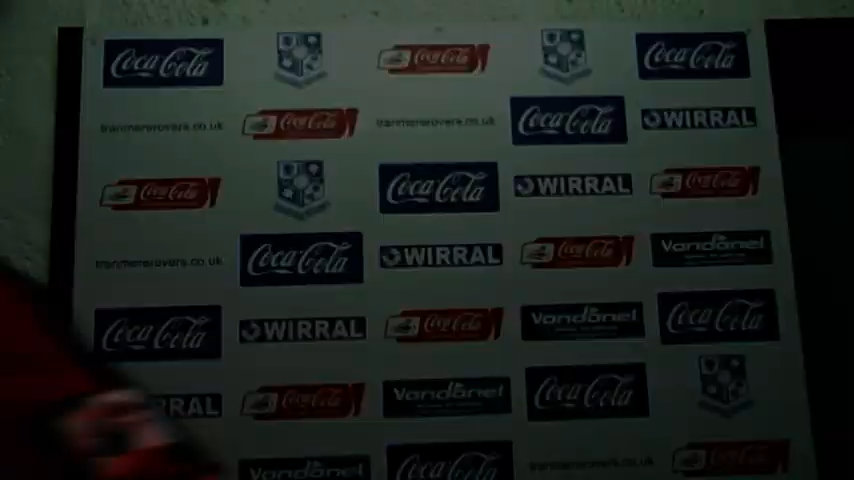 Coca-Cola Coca-Cola Coca-Cola
tranmererovers.co.uk Coca-Cola tranmererovers.co.uk Coca-Cola WIRRAL
Coca-Cola Coca-Cola WIRRAL Coca-Cola
tranmererovers.co.uk Coca-Cola WIRRAL Coca-Cola Vandanel
Coca-Cola WIRRAL Coca-Cola Vandanel Coca-Cola
RAL Coca-Cola Vandanel Coca-Cola
Vandanel Coca-Cola tranmererovers.co.uk Coca-Cola